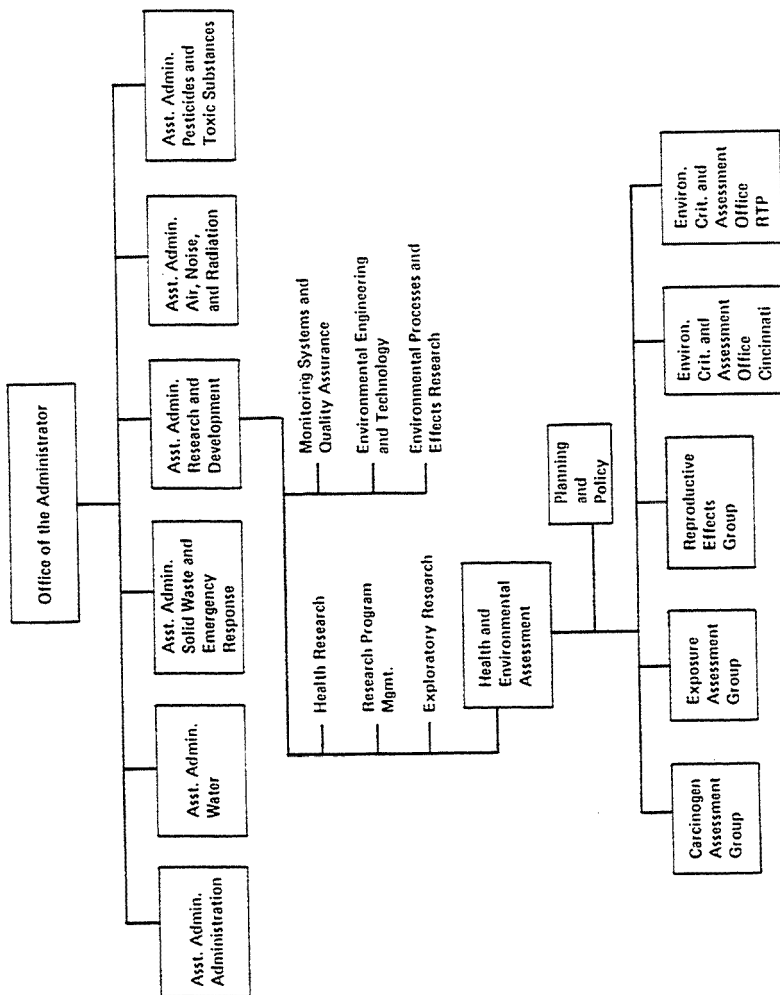 Office of the Administrator
Asst. Admin.
Administration
Asst. Admin.
Water
Asst. Admin.
Solid Waste and
Emergency
Response
Asst. Admin.
Research and
Development
Asst. Admin.
Air, Noise,
and Radiation
Asst. Admin.
Pesticides and
Toxic Substances
Health Research
Research Program
Mgmt.
Exploratory Research
Monitoring Systems and
Quality Assurance
Environmental Engineering
and Technology
Environmental Processes and
Effects Research
Health and
Environmental
Assessment
Planning
and
Policy
Carcinogen
Assessment
Group
Exposure
Assessment
Group
Reproductive
Effects
Group
Environ.
Crit. and
Assessment
Office
Cincinnati
Environ.
Crit. and
Assessment
Office
RTP